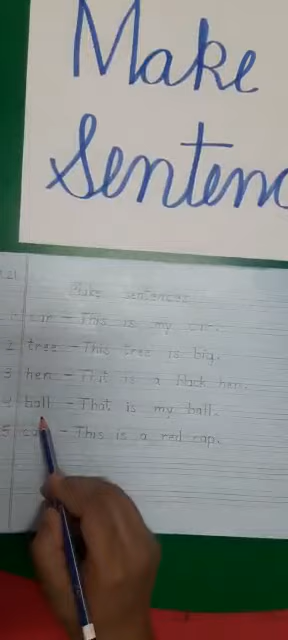 Make
Sentenc
Make sentences
1 car - This is my car.
2 tree - This tree is big.
3 hen - That is a black hen.
4 ball - That is my ball.
5 - This is a red cap.